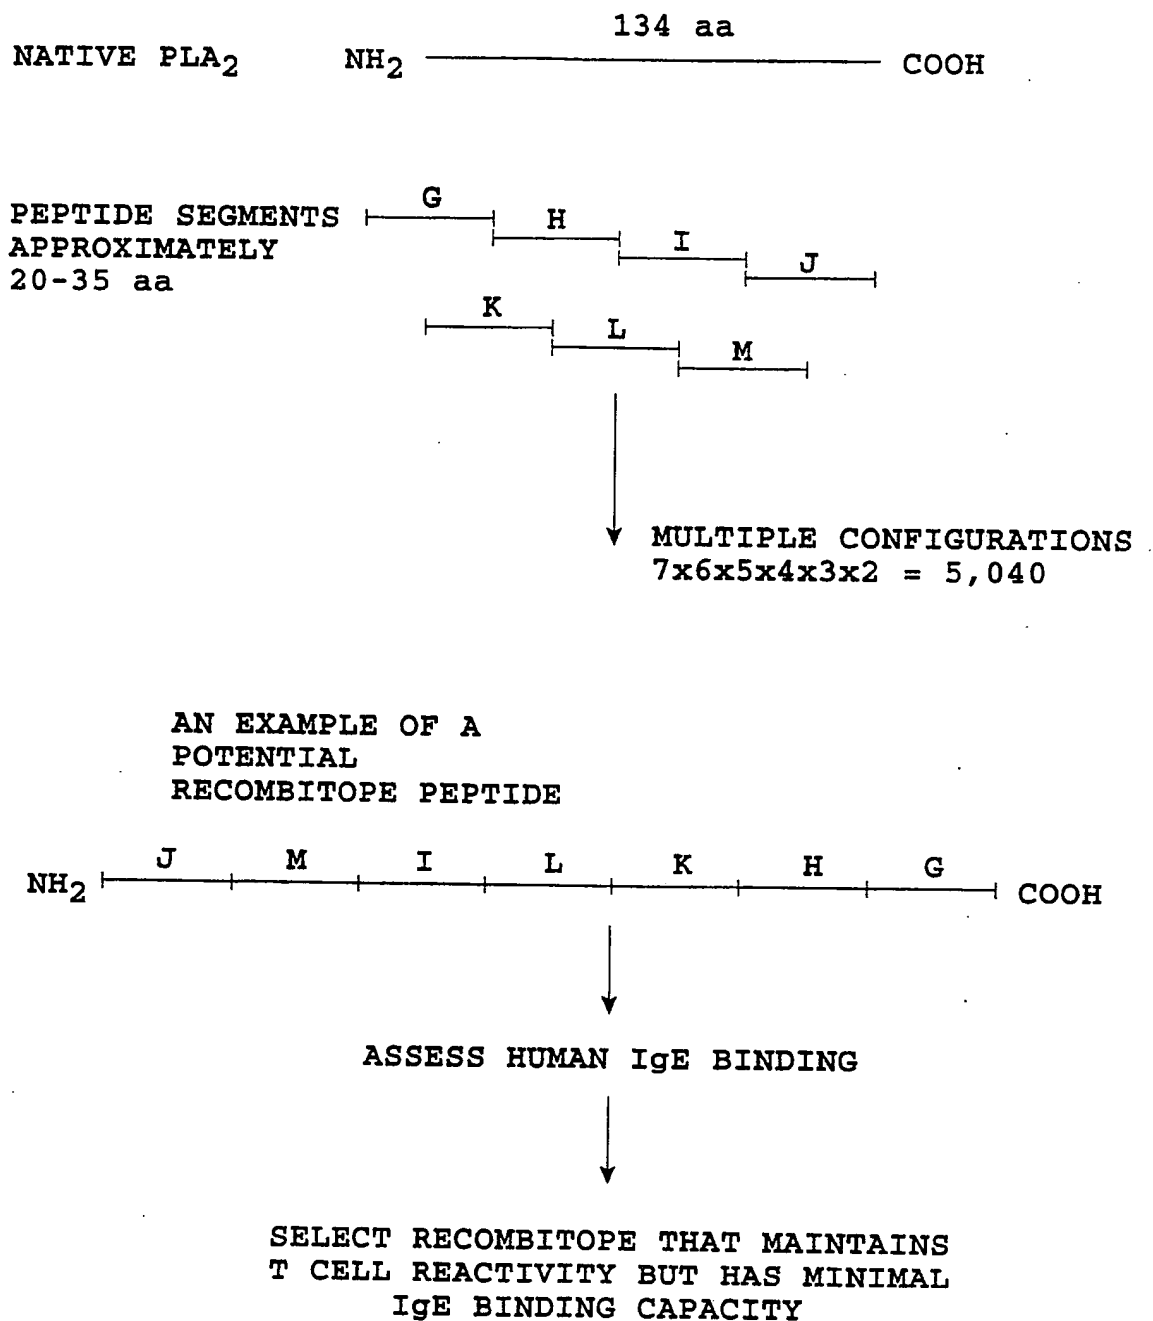 134 aa
NATIVE PLA2 NH2 COOH
G
PEPTIDE SEGMENTS H
APPROXIMATELY I
20-35 aa J
K
L
M
MULTIPLE CONFIGURATIONS
7x6x5x4x3x2 = 5,040
AN EXAMPLE OF A
POTENTIAL
RECOMBITOPE PEPTIDE
J M I L K H G
NH2 COOH
ASSESS HUMAN IgE BINDING
SELECT RECOMBITOPE THAT MAINTAINS
T CELL REACTIVITY BUT HAS MINIMAL
IgE BINDING CAPACITY